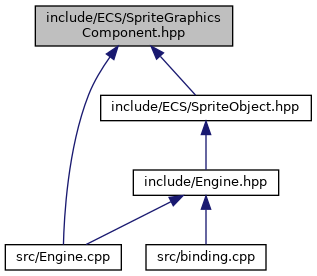 include/ECS/SpriteGraphics
Component.hpp
include/ECS/SpriteObject.hpp
include/Engine.hpp
src/Engine.cpp
src/binding.cpp